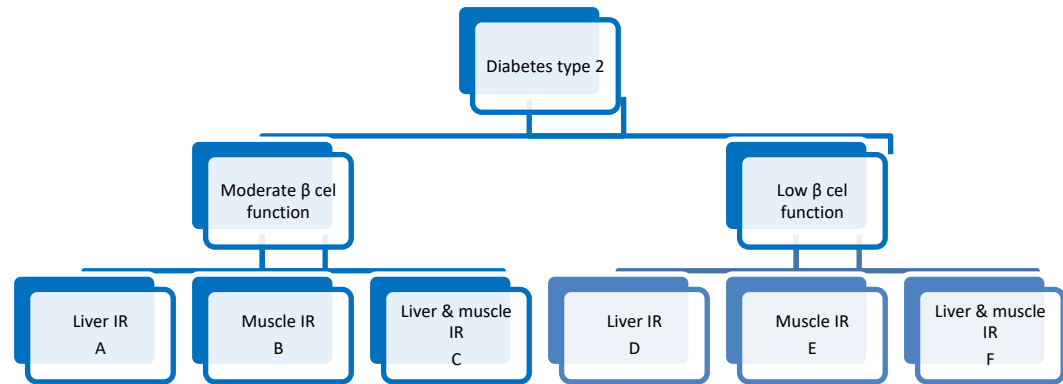 Diabetes type 2
Moderate β cel
function
Low β cel
function
Liver IR
A
Muscle IR
B
Liver & muscle
IR
C
Liver IR
D
Muscle IR
E
Liver & muscle
IR
F